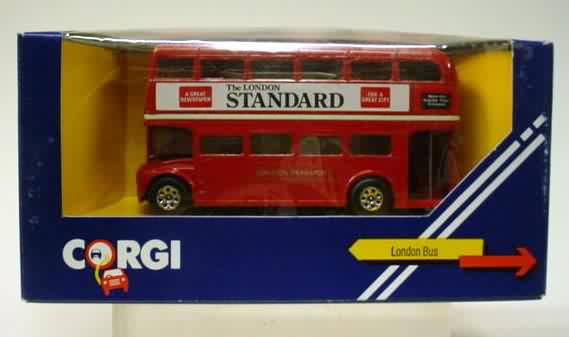 The LONDON
STANDARD
A GREAT
NEWSPAPER
FOR A
GREAT CITY
LONDON TRANSPORT
CORGI
London Bus